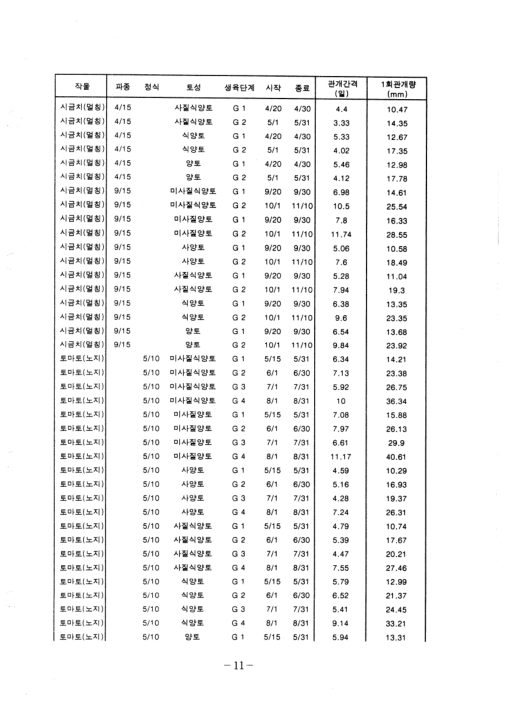 작물 파종 정식 토성 생육단계 시작 종료 관개간격 (일) 1회관개량 (mm)
시금치(멀칭) 4/15 사질식양토 G 1 4/20 4/30 4.4 10.47
시금치(멀칭) 4/15 사질식양토 G 2 5/1 5/31 3.33 14.35
시금치(멀칭) 4/15 식양토 G 1 4/20 4/30 5.33 12.67
시금치(멀칭) 4/15 식양토 G 2 5/1 5/31 4.02 17.35
시금치(멀칭) 4/15 양토 G 1 4/20 4/30 5.46 12.98
시금치(멀칭) 4/15 양토 G 2 5/1 5/31 4.12 17.78
시금치(멀칭) 9/15 미사질식양토 G 1 9/20 9/30 6.98 14.61
시금치(멀칭) 9/15 미사질식양토 G 2 10/1 11/10 10.5 25.54
시금치(멀칭) 9/15 미사질양토 G 1 9/20 9/30 7.8 16.33
시금치(멀칭) 9/15 미사질양토 G 2 10/1 11/10 11.74 28.55
시금치(멀칭) 9/15 사양토 G 1 9/20 9/30 5.06 10.58
시금치(멀칭) 9/15 사양토 G 2 10/1 11/10 7.6 18.49
시금치(멀칭) 9/15 사질식양토 G 1 9/20 9/30 5.28 11.04
시금치(멀칭) 9/15 사질식양토 G 2 10/1 11/10 7.94 19.3
시금치(멀칭) 9/15 식양토 G 1 9/20 9/30 6.38 13.35
시금치(멀칭) 9/15 식양토 G 2 10/1 11/10 9.6 23.35
시금치(멀칭) 9/15 양토 G 1 9/20 9/30 6.54 13.68
시금치(멀칭) 9/15 양토 G 2 10/1 11/10 9.84 23.92
토마토(노지) 5/10 미사질식양토 G 1 5/15 5/31 6.34 14.21
토마토(노지) 5/10 미사질식양토 G 2 6/1 6/30 7.13 23.38
토마토(노지) 5/10 미사질식양토 G 3 7/1 7/31 5.92 26.75
토마토(노지) 5/10 미사질식양토 G 4 8/1 8/31 10 36.34
토마토(노지) 5/10 미사질양토 G 1 5/15 5/31 7.08 15.88
토마토(노지) 5/10 미사질양토 G 2 6/1 6/30 7.97 26.13
토마토(노지) 5/10 미사질양토 G 3 7/1 7/31 6.61 29.9
토마토(노지) 5/10 미사질양토 G 4 8/1 8/31 11.17 40.61
토마토(노지) 5/10 사양토 G 1 5/15 5/31 4.59 10.29
토마토(노지) 5/10 사양토 G 2 6/1 6/30 5.16 16.93
토마토(노지) 5/10 사양토 G 3 7/1 7/31 4.28 19.37
토마토(노지) 5/10 사양토 G 4 8/1 8/31 7.24 26.31
토마토(노지) 5/10 사질양토 G 1 5/15 5/31 4.79 10.74
토마토(노지) 5/10 사질양토 G 2 6/1 6/30 5.39 17.67
토마토(노지) 5/10 사질양토 G 3 7/1 7/31 4.47 20.21
토마토(노지) 5/10 사질양토 G 4 8/1 8/31 7.55 27.46
토마토(노지) 5/10 식양토 G 1 5/15 5/31 5.79 12.99
토마토(노지) 5/10 식양토 G 2 6/1 6/30 6.52 21.37
토마토(노지) 5/10 식양토 G 3 7/1 7/31 5.41 24.45
토마토(노지) 5/10 식양토 G 4 8/1 8/31 9.14 33.21
토마토(노지) 5/10 양토 G 1 5/15 5/31 5.94 13.31
－11－